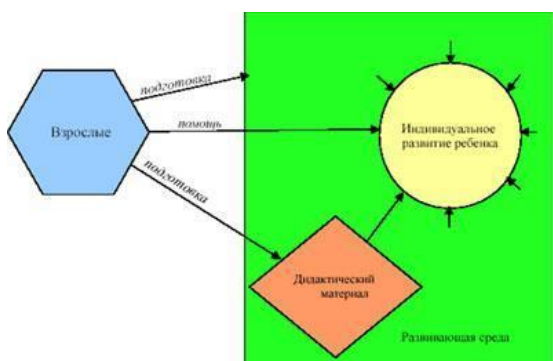 подготовка
Взрослые
помощь
Индивидуальное
развитие ребенка
подготовка
Дидактический
материал
Развивающая среда